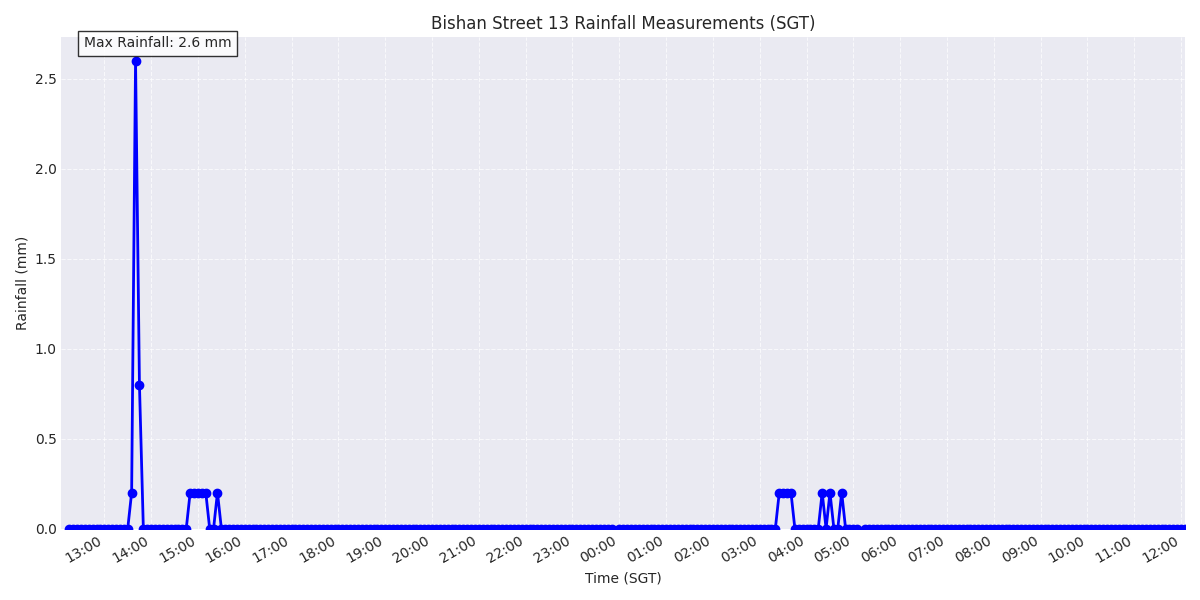 Bishan Street 13 Rainfall Measurements (SGT)
Max Rainfall: 2.6 mm
Rainfall (mm)
2.5
2.0
1.5
1.0
0.5
0.0
13:00 14:00 15:00 16:00 17:00 18:00 19:00 20:00 21:00 22:00 23:00 00:00 01:00 02:00 03:00 04:00 05:00 06:00 07:00 08:00 09:00 10:00 11:00 12:00
Time (SGT)